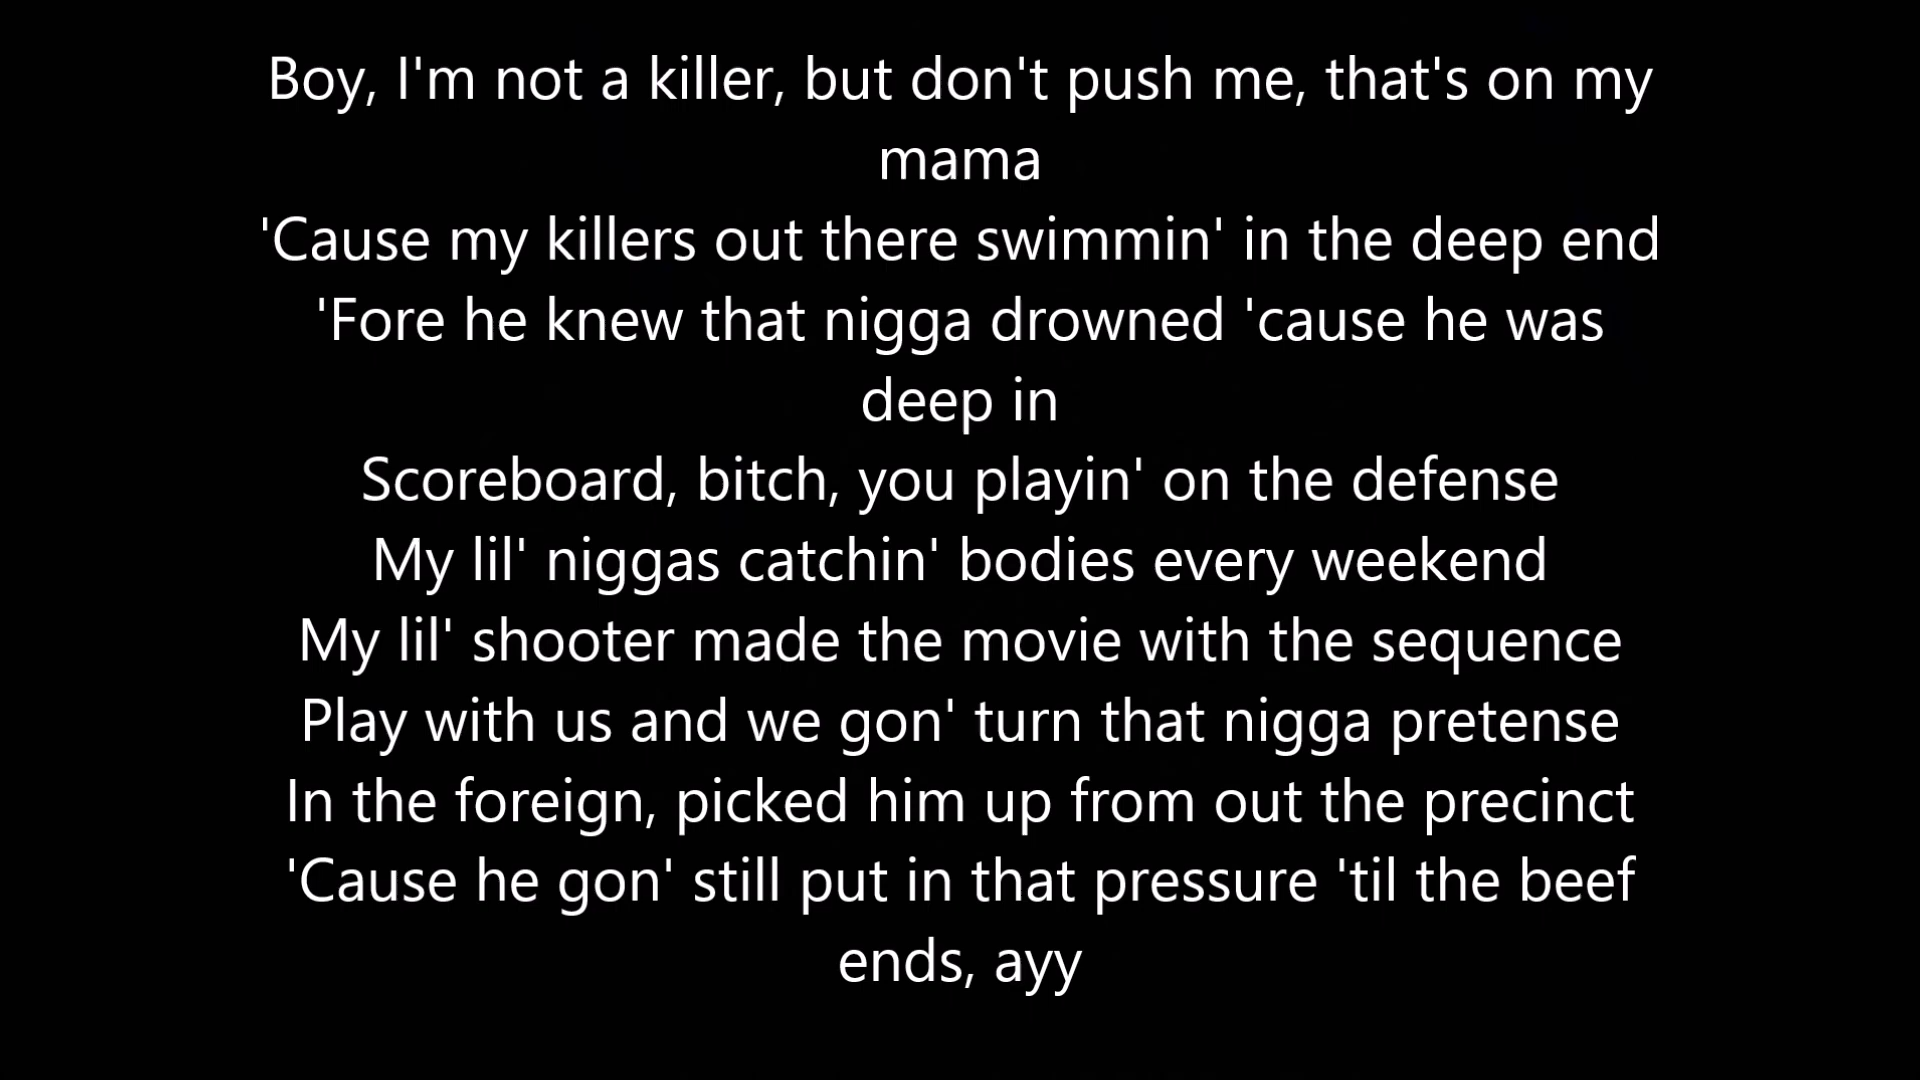 Boy, I'm not a killer, but don't push me, that's on my
mama
'Cause my killers out there swimmin' in the deep end
'Fore he knew that nigga drowned 'cause he was
deep in
Scoreboard, bitch, you playin' on the defense
My lil' niggas catchin' bodies every weekend
My lil' shooter made the movie with the sequence
Play with us and we gon' turn that nigga pretense
In the foreign, picked him up from out the precinct
'Cause he gon' still put in that pressure 'til the beef
ends, ayy